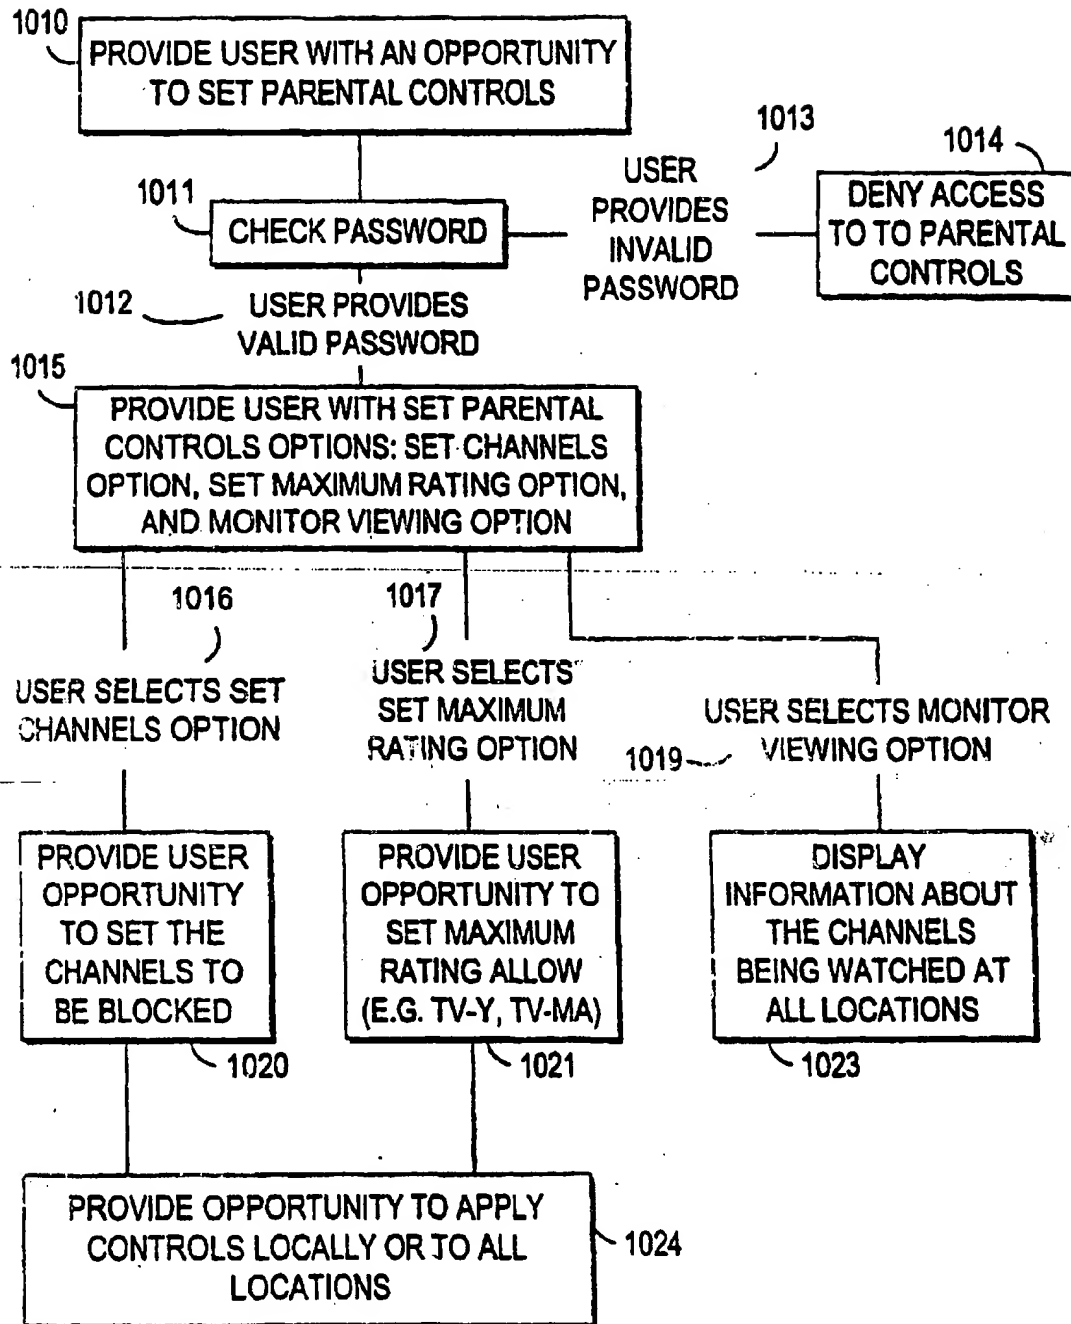 1010
PROVIDE USER WITH AN OPPORTUNITY
TO SET PARENTAL CONTROLS
1011
CHECK PASSWORD
1013
USER
PROVIDES
INVALID
PASSWORD
1014
DENY ACCESS
TO TO PARENTAL
CONTROLS
1012
USER PROVIDES
VALID PASSWORD
1015
PROVIDE USER WITH SET PARENTAL
CONTROLS OPTIONS: SET CHANNELS
OPTION, SET MAXIMUM RATING OPTION,
AND MONITOR VIEWING OPTION
1016
USER SELECTS SET
CHANNELS OPTION
1017
USER SELECTS
SET MAXIMUM
RATING OPTION
USER SELECTS MONITOR
VIEWING OPTION
1019
PROVIDE USER
OPPORTUNITY
TO SET THE
CHANNELS TO
BE BLOCKED
1020
PROVIDE USER
OPPORTUNITY TO
SET MAXIMUM
RATING ALLOW
(E.G. TV-Y, TV-MA)
1021
DISPLAY
INFORMATION ABOUT
THE CHANNELS
BEING WATCHED AT
ALL LOCATIONS
1023
PROVIDE OPPORTUNITY TO APPLY
CONTROLS LOCALLY OR TO ALL
LOCATIONS
1024